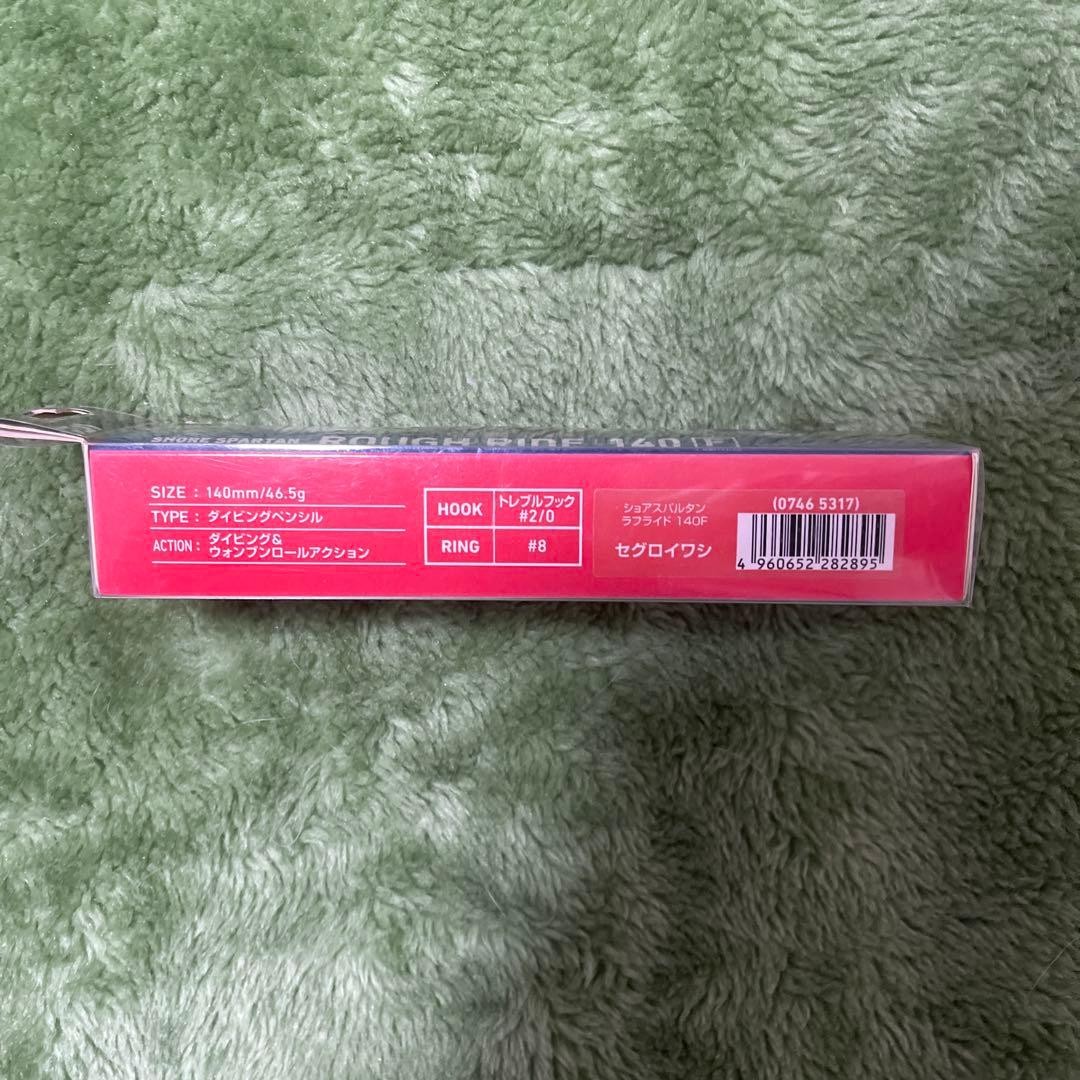 SHORE SPARTAN ROUGH RIDE 140 [F]
SIZE : 140mm/46.5g
TYPE : ダイビングペンシル
ACTION : ダイビング&
ウォンブンロールアクション
HOOK トレブルフック
#2/0
RING #8
ショアスパルタン
ラフライド 140F
セグロイワシ
(0746 5317)
4 960652 282895